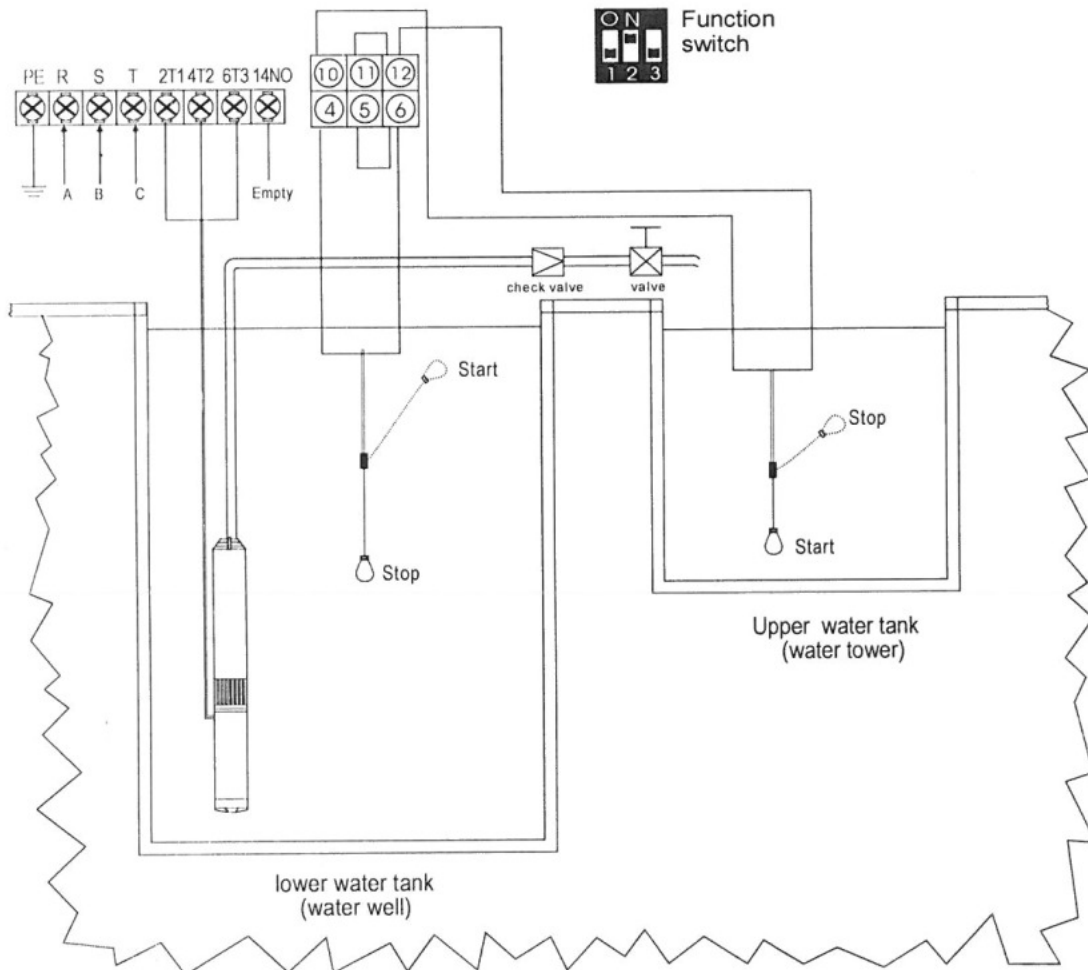 ON
Function
switch
1 2 3
PE R S T 2T1 4T2 6T3 14NO
10 11 12
4 5 6
A B C Empty
check valve valve
Start
Stop
Stop
Start
Upper water tank
(water tower)
lower water tank
(water well)